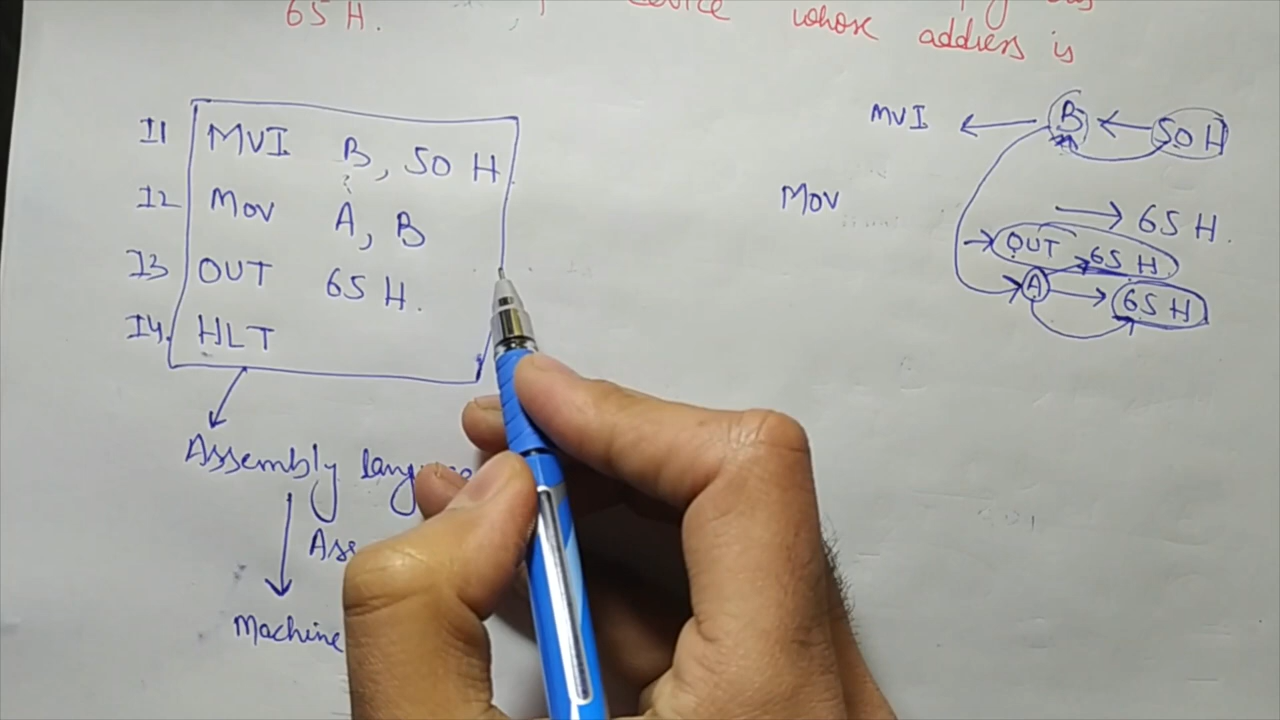 device whose address is
65 H.
I1 MVI B, 50 H
I2 Mov A, B
I3 OUT 65 H.
I4. HLT
Assembly
Machine
MVI B 50 H
Mov
65 H.
OUT 65 H
A 65 H